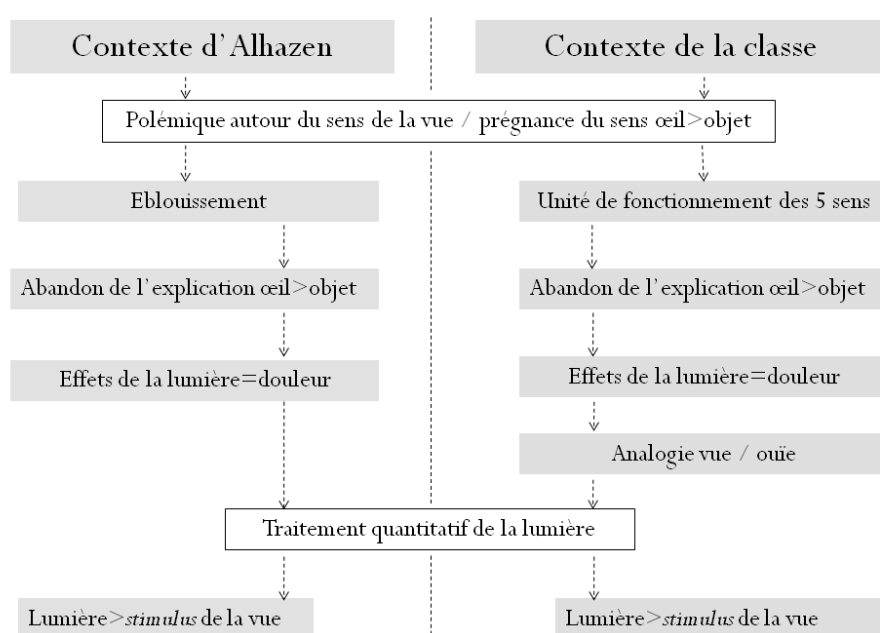 Contexte d'Alhazen
Contexte de la classe
Polémique autour du sens de la vue / prégnance du sens œil>objet
Eblouissement
Unité de fonctionnement des 5 sens
Abandon de l'explication œil>objet
Abandon de l'explication œil>objet
Effets de la lumière=douleur
Effets de la lumière=douleur
Analogie vue / ouïe
Traitement quantitatif de la lumière
Lumière>stimulus de la vue
Lumière>stimulus de la vue